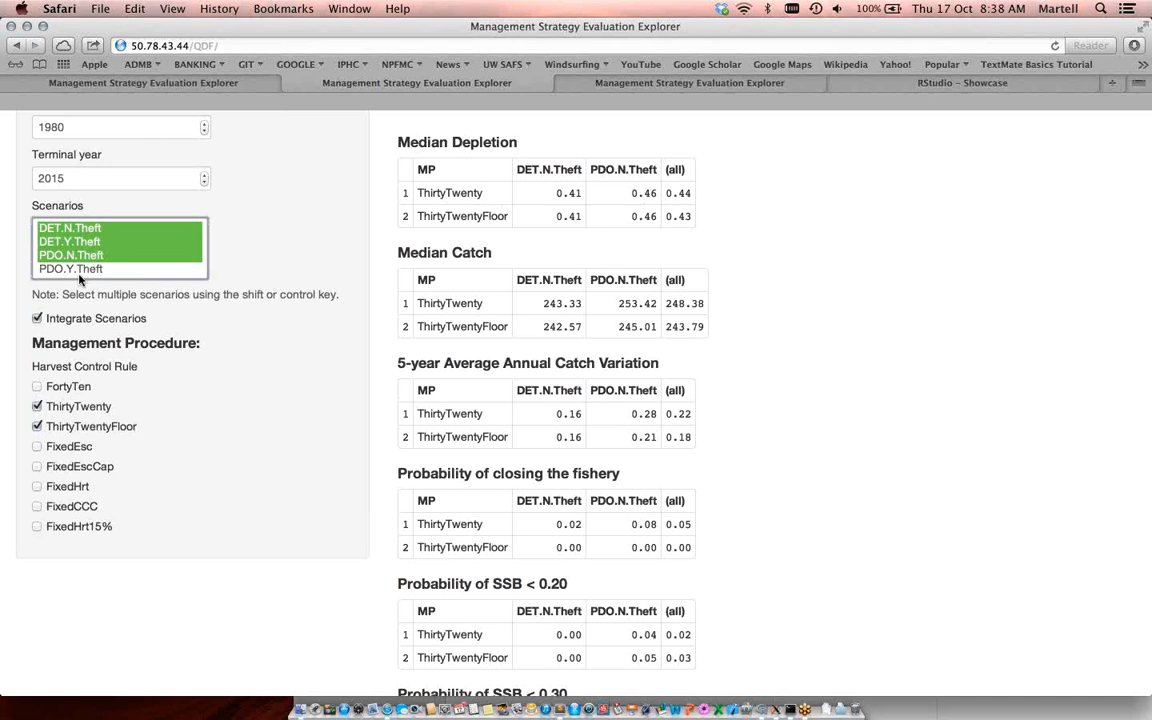 Safari File Edit View History Bookmarks Window Help 100% Thu 17 Oct 8:38 AM Martell
Management Strategy Evaluation Explorer
50.78.43.44/QDF/ Reader
Apple ADMB BANKING GIT GOOGLE IPHC NPFMC News UW SAFS Windsurfing YouTube Google Scholar Google Maps Wikipedia Yahoo! Popular TextMate Basics Tutorial
Management Strategy Evaluation Explorer Management Strategy Evaluation Explorer Management Strategy Evaluation Explorer RStudio – Showcase
1980
Terminal year
2015
Scenarios
DET.N.Theft
DET.Y.Theft
PDO.N.Theft
PDO.Y.Theft
Note: Select multiple scenarios using the shift or control key.
Integrate Scenarios
Management Procedure:
Harvest Control Rule
FortyTen
ThirtyTwenty
ThirtyTwentyFloor
FixedEsc
FixedEscCap
FixedHrt
FixedCCC
FixedHrt15%
Median Depletion
MP DET.N.Theft PDO.N.Theft (all)
1 ThirtyTwenty 0.41 0.46 0.44
2 ThirtyTwentyFloor 0.41 0.46 0.43
Median Catch
MP DET.N.Theft PDO.N.Theft (all)
1 ThirtyTwenty 243.33 253.42 248.38
2 ThirtyTwentyFloor 242.57 245.01 243.79
5-year Average Annual Catch Variation
MP DET.N.Theft PDO.N.Theft (all)
1 ThirtyTwenty 0.16 0.28 0.22
2 ThirtyTwentyFloor 0.16 0.21 0.18
Probability of closing the fishery
MP DET.N.Theft PDO.N.Theft (all)
1 ThirtyTwenty 0.02 0.08 0.05
2 ThirtyTwentyFloor 0.00 0.00 0.00
Probability of SSB < 0.20
MP DET.N.Theft PDO.N.Theft (all)
1 ThirtyTwenty 0.00 0.04 0.02
2 ThirtyTwentyFloor 0.00 0.05 0.03
Probability of SSB < 0.30